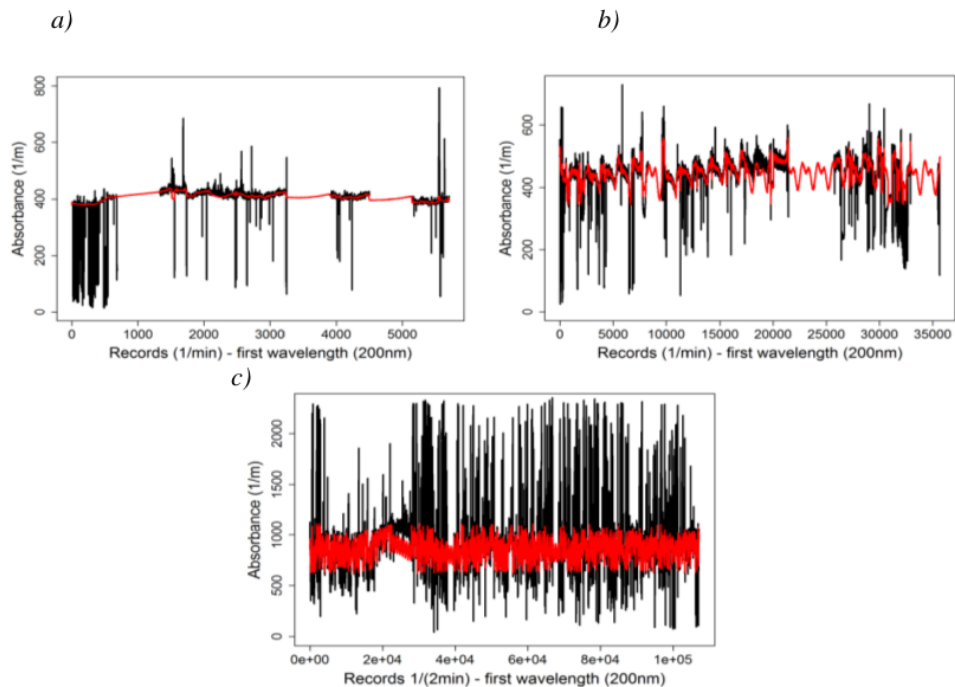 a)
b)
800
600
400
200
0
Absorbance (1/m)
0 1000 2000 3000 4000 5000
Records (1/min) - first wavelength (200nm)
600
400
200
0
Absorbance (1/m)
0 5000 10000 15000 20000 25000 30000 35000
Records (1/min) - first wavelength (200nm)
c)
2000
1500
1000
500
0
Absorbance (1/m)
0e+00 2e+04 4e+04 6e+04 8e+04 1e+05
Records 1/(2min) - first wavelength (200nm)